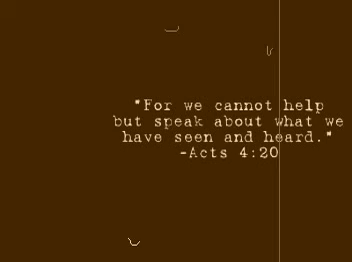 "For we cannot help
but speak about what we
have seen and heard."
-Acts 4:20